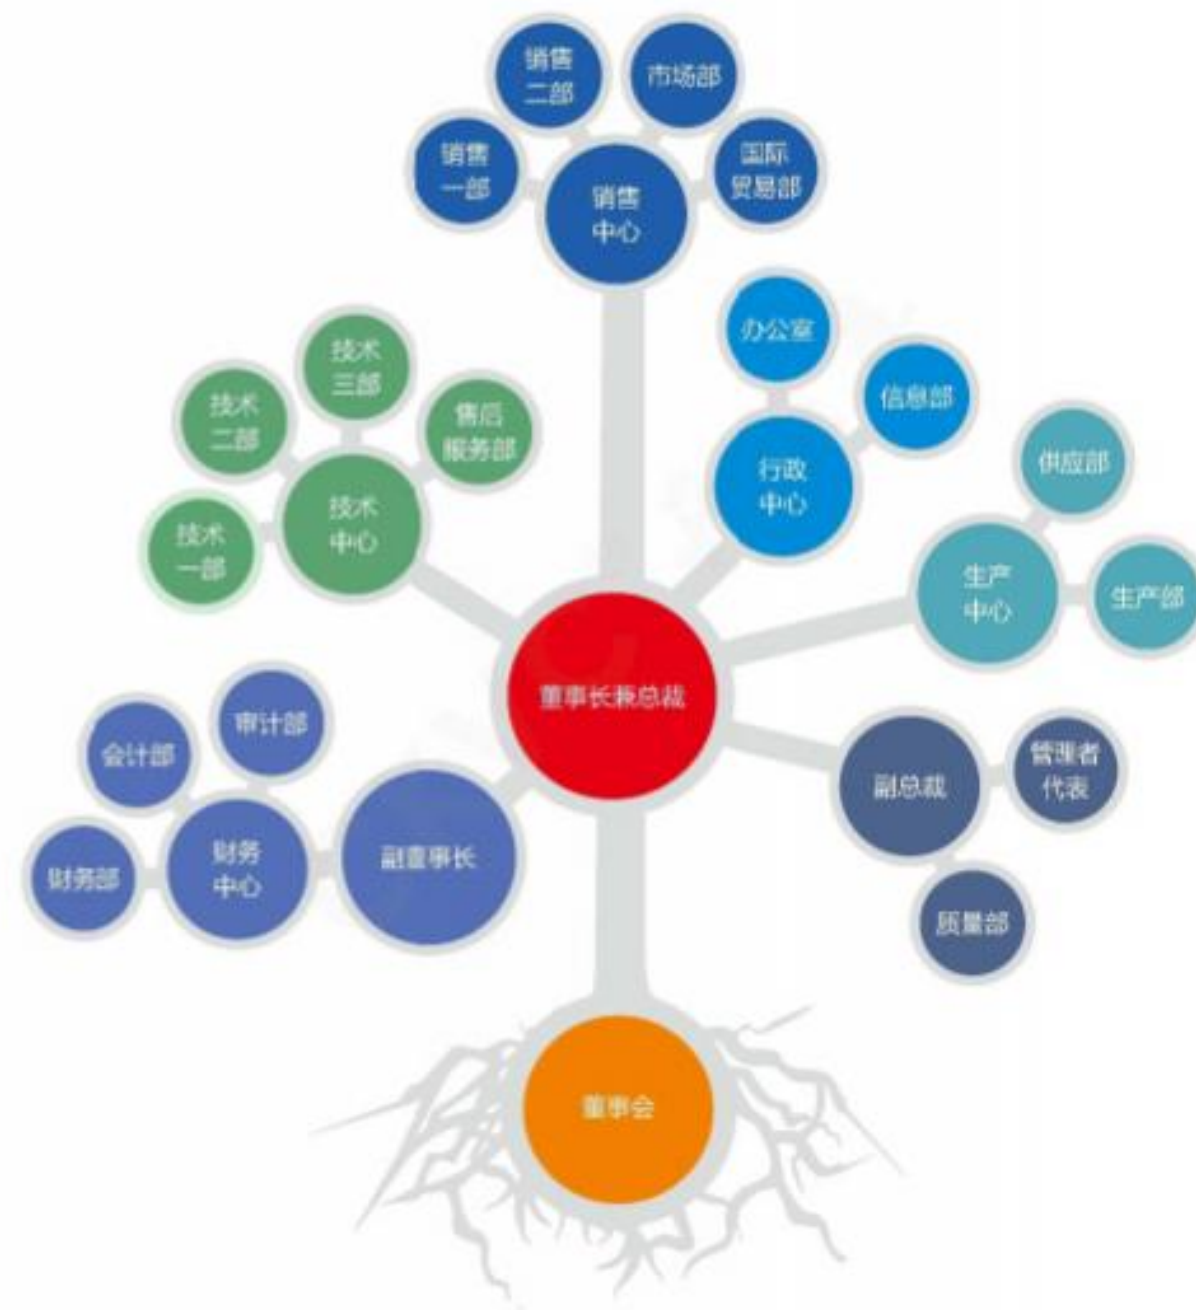 销售
二部
市场部
销售
一部
国际
贸易部
销售
中心
办公室
技术
三部
信息部
技术
二部
售后
服务部
供应部
行政
中心
技术
中心
技术
一部
生产
中心
生产部
董事长兼总裁
审计部
会计部
管理者
代表
副总裁
财务
中心
副董事长
财务部
质量部
董事会